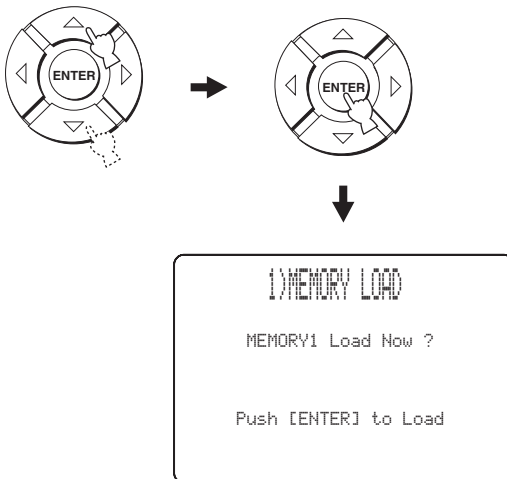 ENTER
ENTER
1)MEMORY LOAD
MEMORY1 Load Now ?
Push [ENTER] to Load